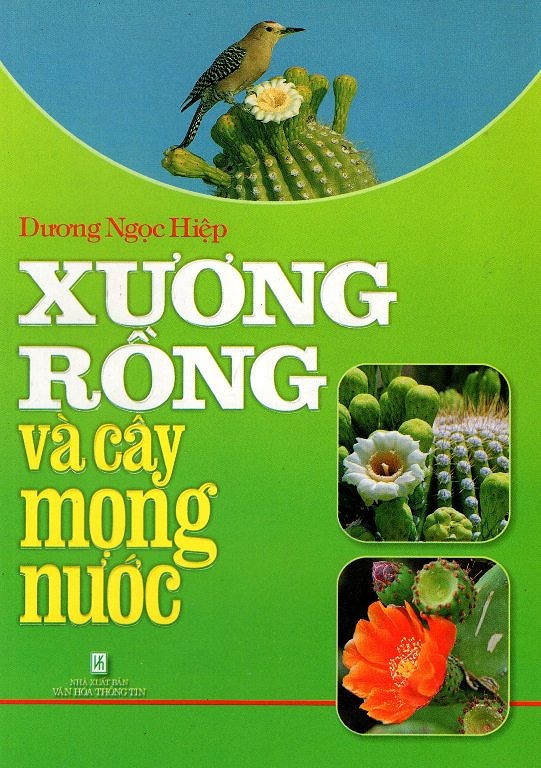 Dương Ngọc Hiệp
XƯƠNG
RỒNG
và cây
mọng
nước
NHÀ XUẤT BẢN
VĂN HÓA THÔNG TIN